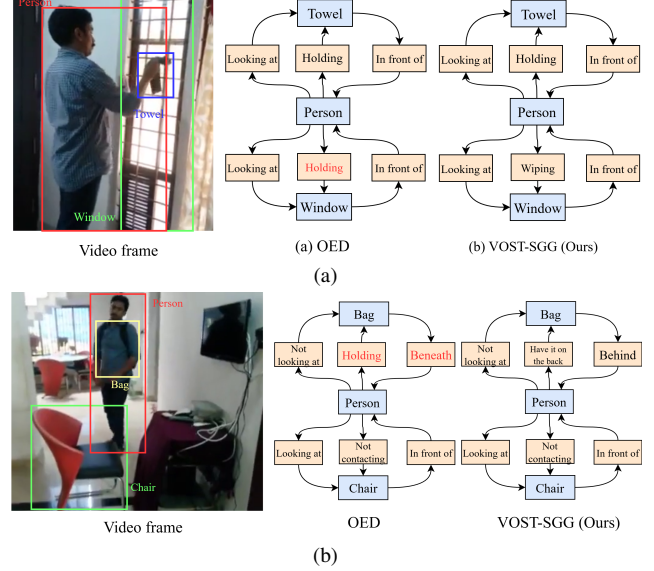 Person
Towel
Window
Video frame
Towel
Looking at
Holding
In front of
Person
Looking at
Holding
In front of
Window
(a) OED
Towel
Looking at
Holding
In front of
Person
Looking at
Wiping
In front of
Window
(b) VOST-SGG (Ours)
(a)
Person
Bag
Chair
Video frame
Bag
Not
looking at
Holding
Beneath
Person
Looking at
Not
contacting
In front of
Chair
OED
Bag
Not
looking at
Have it on
the back
Behind
Person
Looking at
Not
contacting
In front of
Chair
VOST-SGG (Ours)
(b)